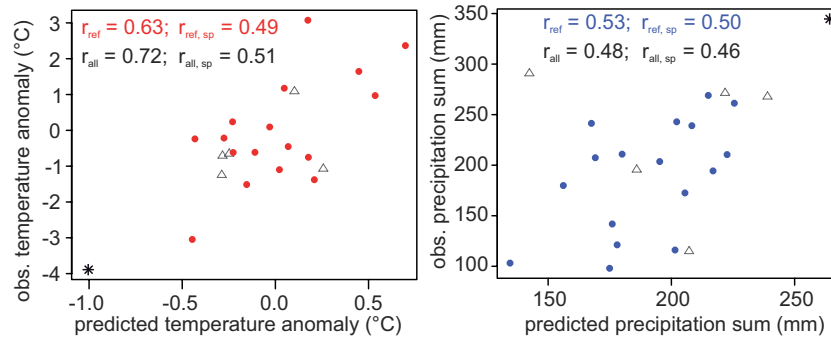 r_ref = 0.63; r_ref, sp = 0.49
r_all = 0.72; r_all, sp = 0.51
obs. temperature anomaly (°C)
3
2
1
0
-1
-2
-3
-4
-1.0 -0.5 0.0 0.5
predicted temperature anomaly (°C)
r_ref = 0.53; r_ref, sp = 0.50
r_all = 0.48; r_all, sp = 0.46
obs. precipitation sum (mm)
350
300
250
200
150
100
150 200 250
predicted precipitation sum (mm)